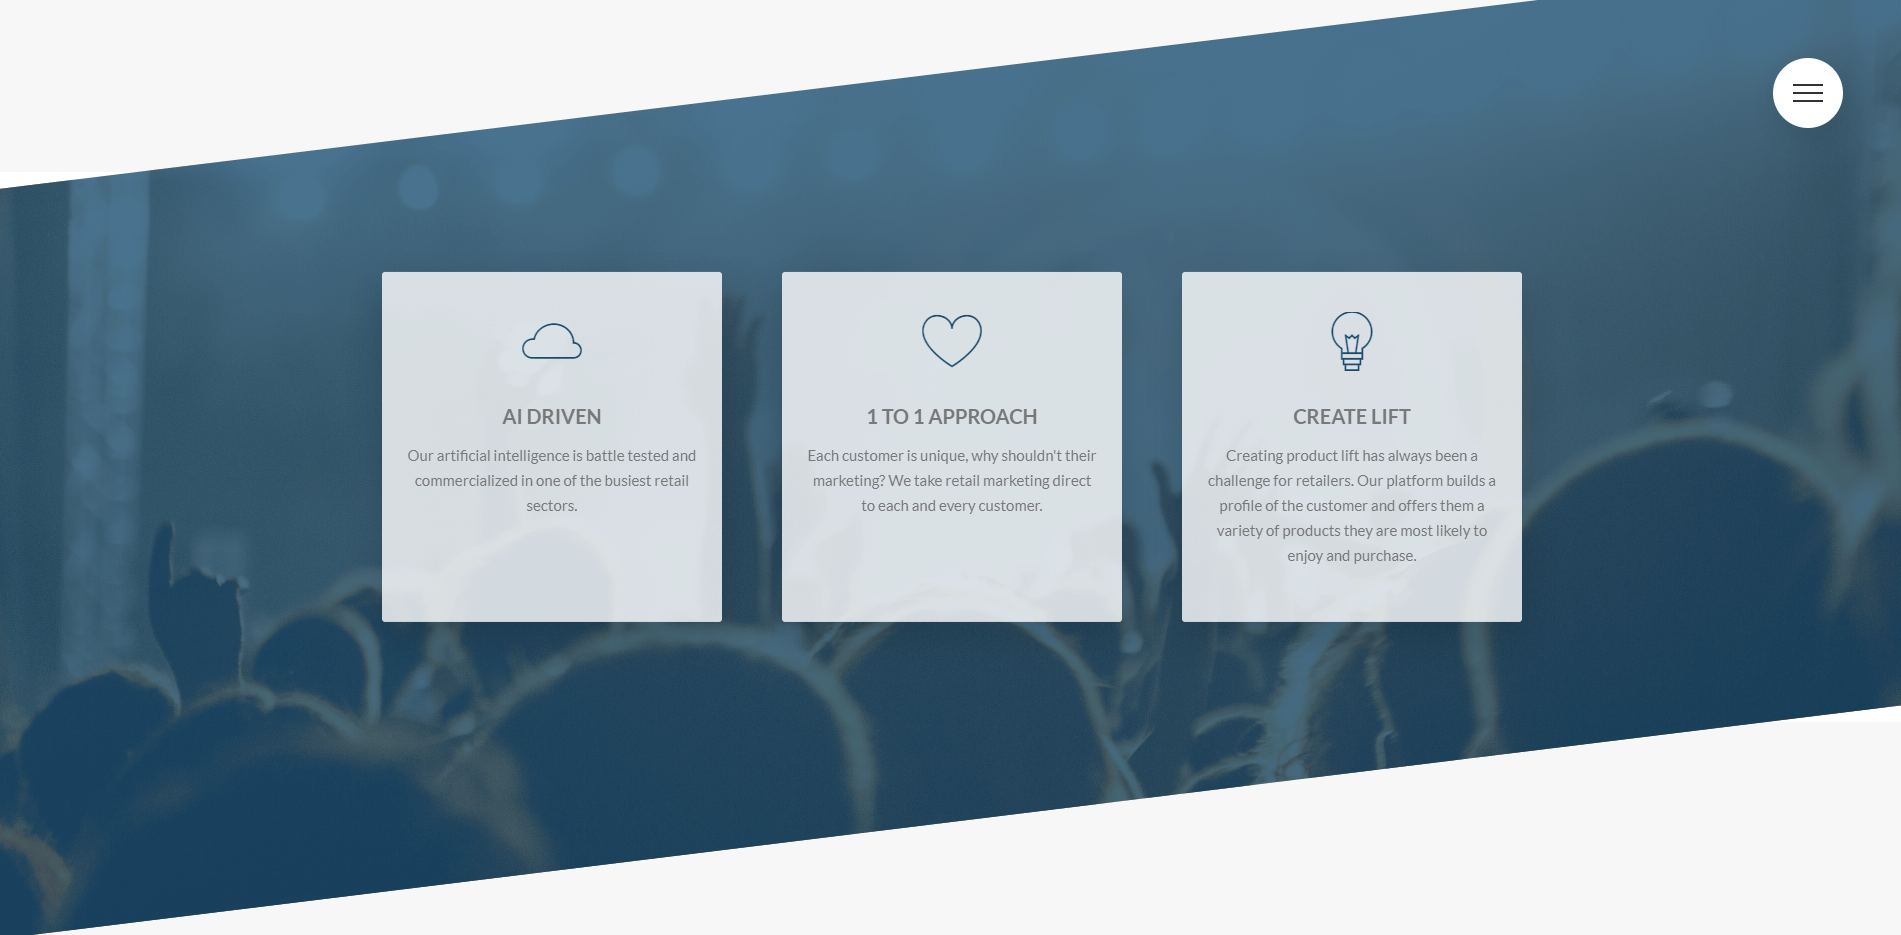 AI DRIVEN
Our artificial intelligence is battle tested and
commercialized in one of the busiest retail
sectors.
1 TO 1 APPROACH
Each customer is unique, why shouldn't their
marketing? We take retail marketing direct
to each and every customer.
CREATE LIFT
Creating product lift has always been a
challenge for retailers. Our platform builds a
profile of the customer and offers them a
variety of products they are most likely to
enjoy and purchase.